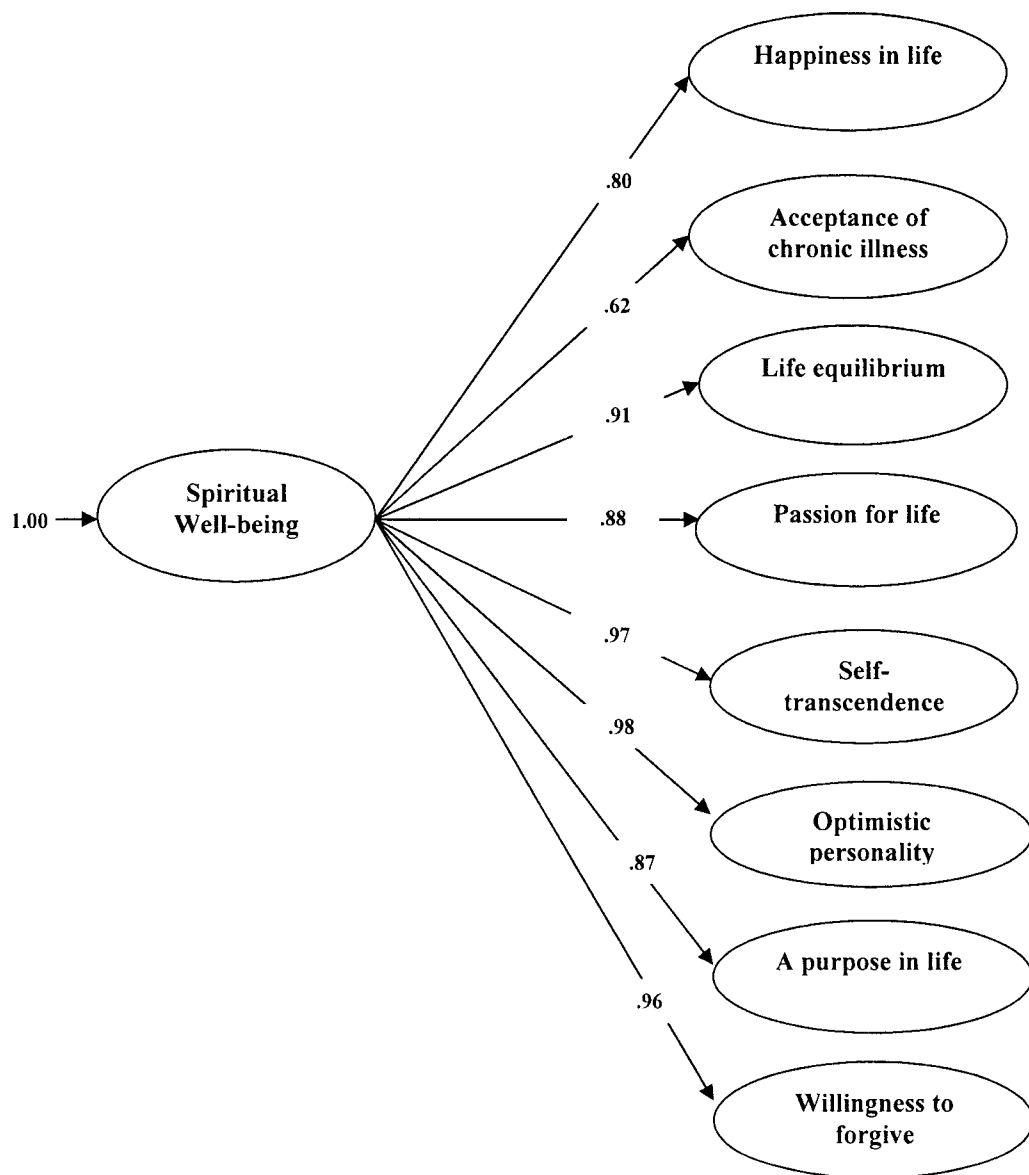 Happiness in life
.80
Acceptance of
chronic illness
.62
Life equilibrium
.91
Spiritual
Well-being
1.00
.88
Passion for life
.97
Self-
transcendence
.98
Optimistic
personality
.87
A purpose in life
.96
Willingness to
forgive